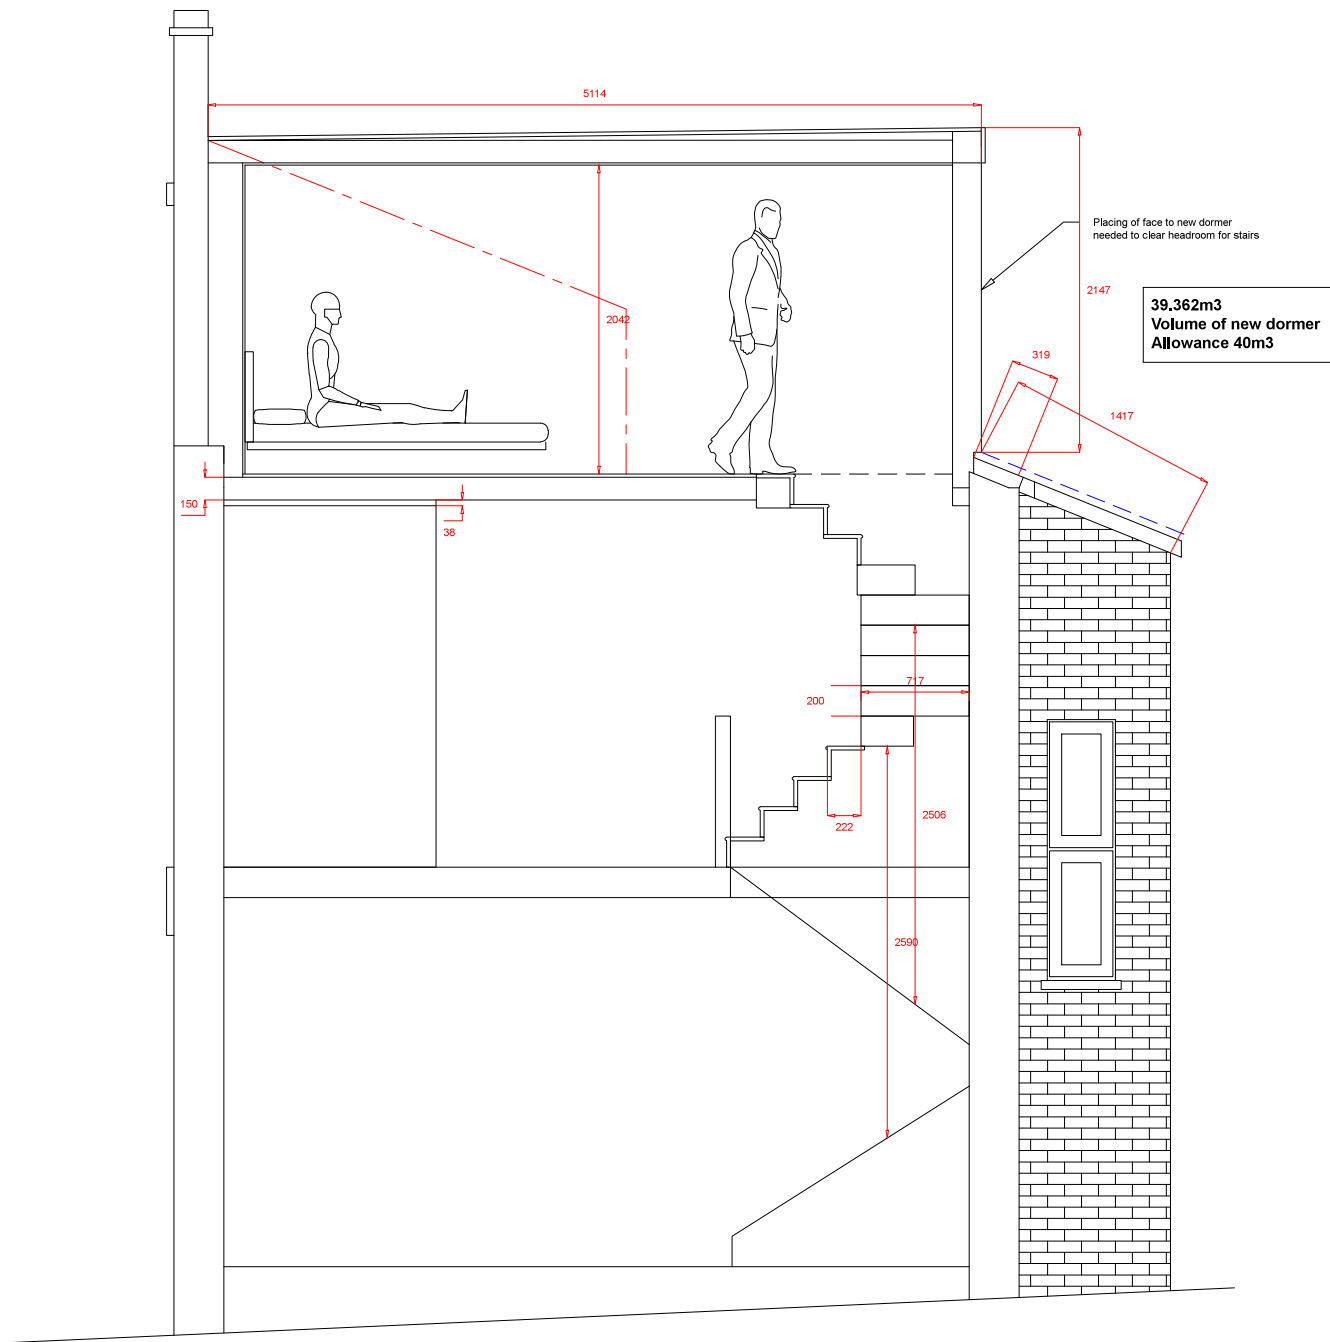 5114
Placing of face to new dormer
needed to clear headroom for stairs
2147
39.362m3
Volume of new dormer
Allowance 40m3
2042
319
1417
150
38
717
200
222
2506
2590